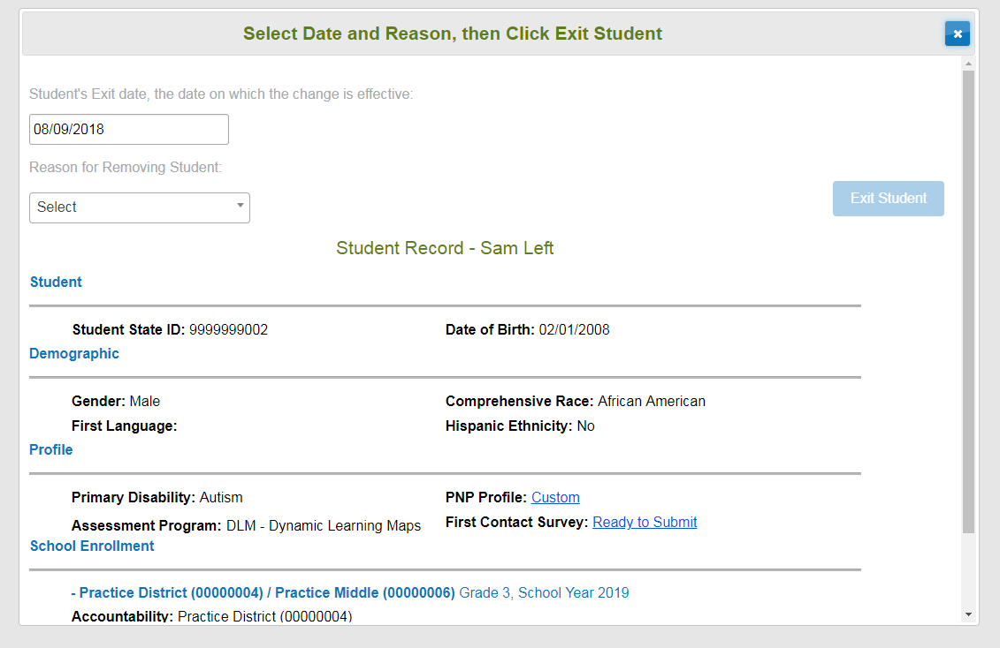 Select Date and Reason, then Click Exit Student
Student's Exit date, the date on which the change is effective:
08/09/2018
Reason for Removing Student:
Select
Exit Student
Student Record - Sam Left
Student
Student State ID: 9999999002 Date of Birth: 02/01/2008
Demographic
Gender: Male Comprehensive Race: African American
First Language: Hispanic Ethnicity: No
Profile
Primary Disability: Autism PNP Profile: Custom
Assessment Program: DLM - Dynamic Learning Maps First Contact Survey: Ready to Submit
School Enrollment
- Practice District (00000004) / Practice Middle (00000006) Grade 3, School Year 2019
Accountability: Practice District (00000004)